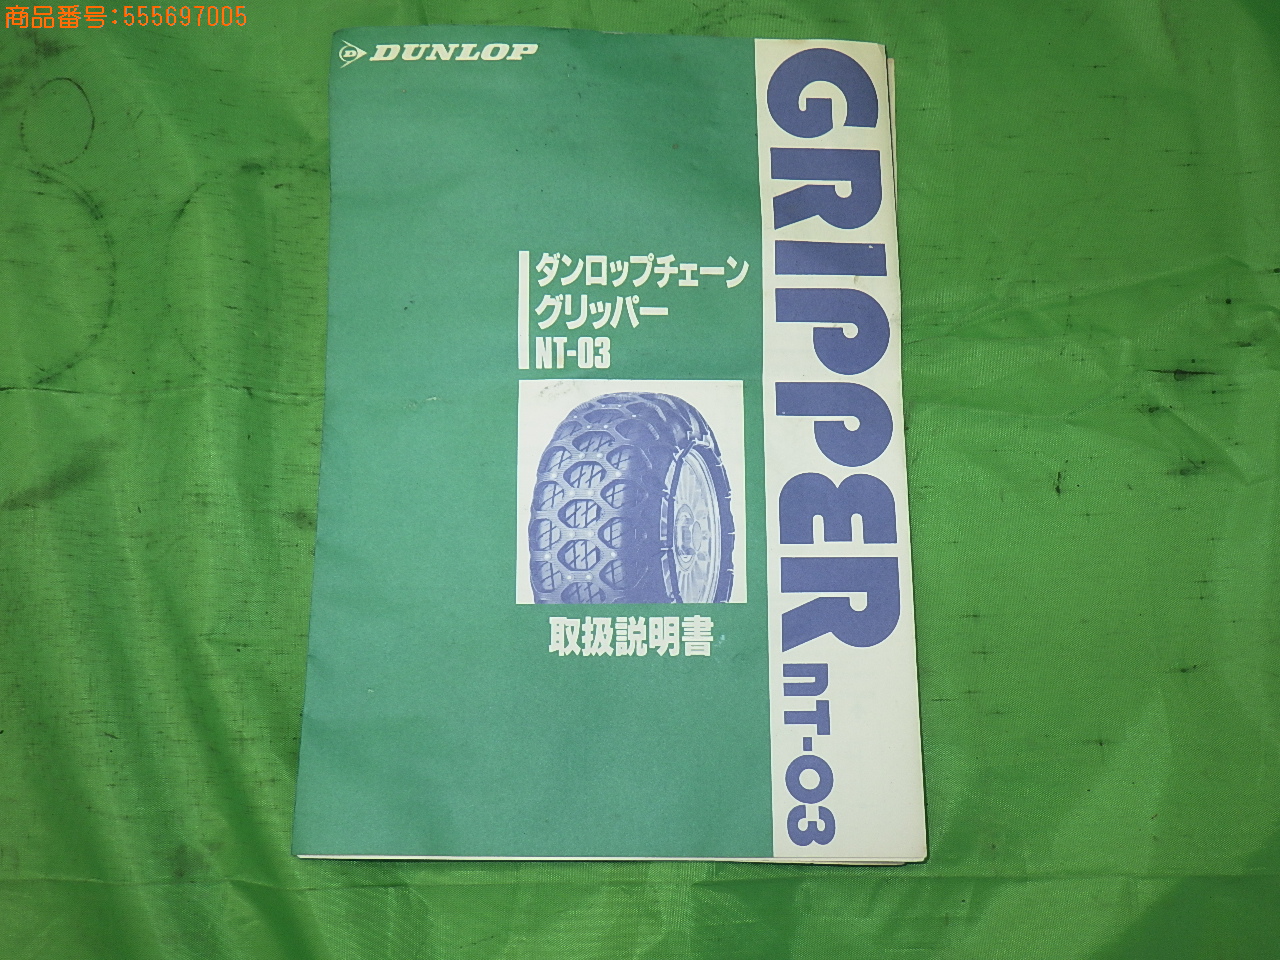 商品番号:555697005
DUNLOP
ダンロップチェーン
グリッパー
NT-03
取扱説明書
GRIPPER nT-03